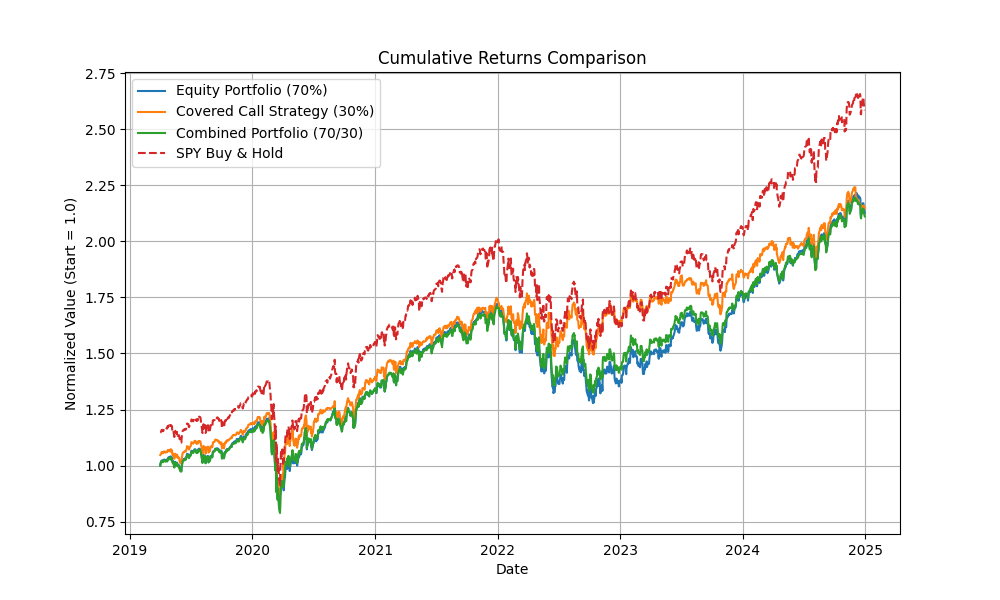 Cumulative Returns Comparison
Normalized Value (Start = 1.0)
2.75
2.50
2.25
2.00
1.75
1.50
1.25
1.00
0.75
Equity Portfolio (70%)
Covered Call Strategy (30%)
Combined Portfolio (70/30)
SPY Buy & Hold
2019 2020 2021 2022 2023 2024 2025
Date